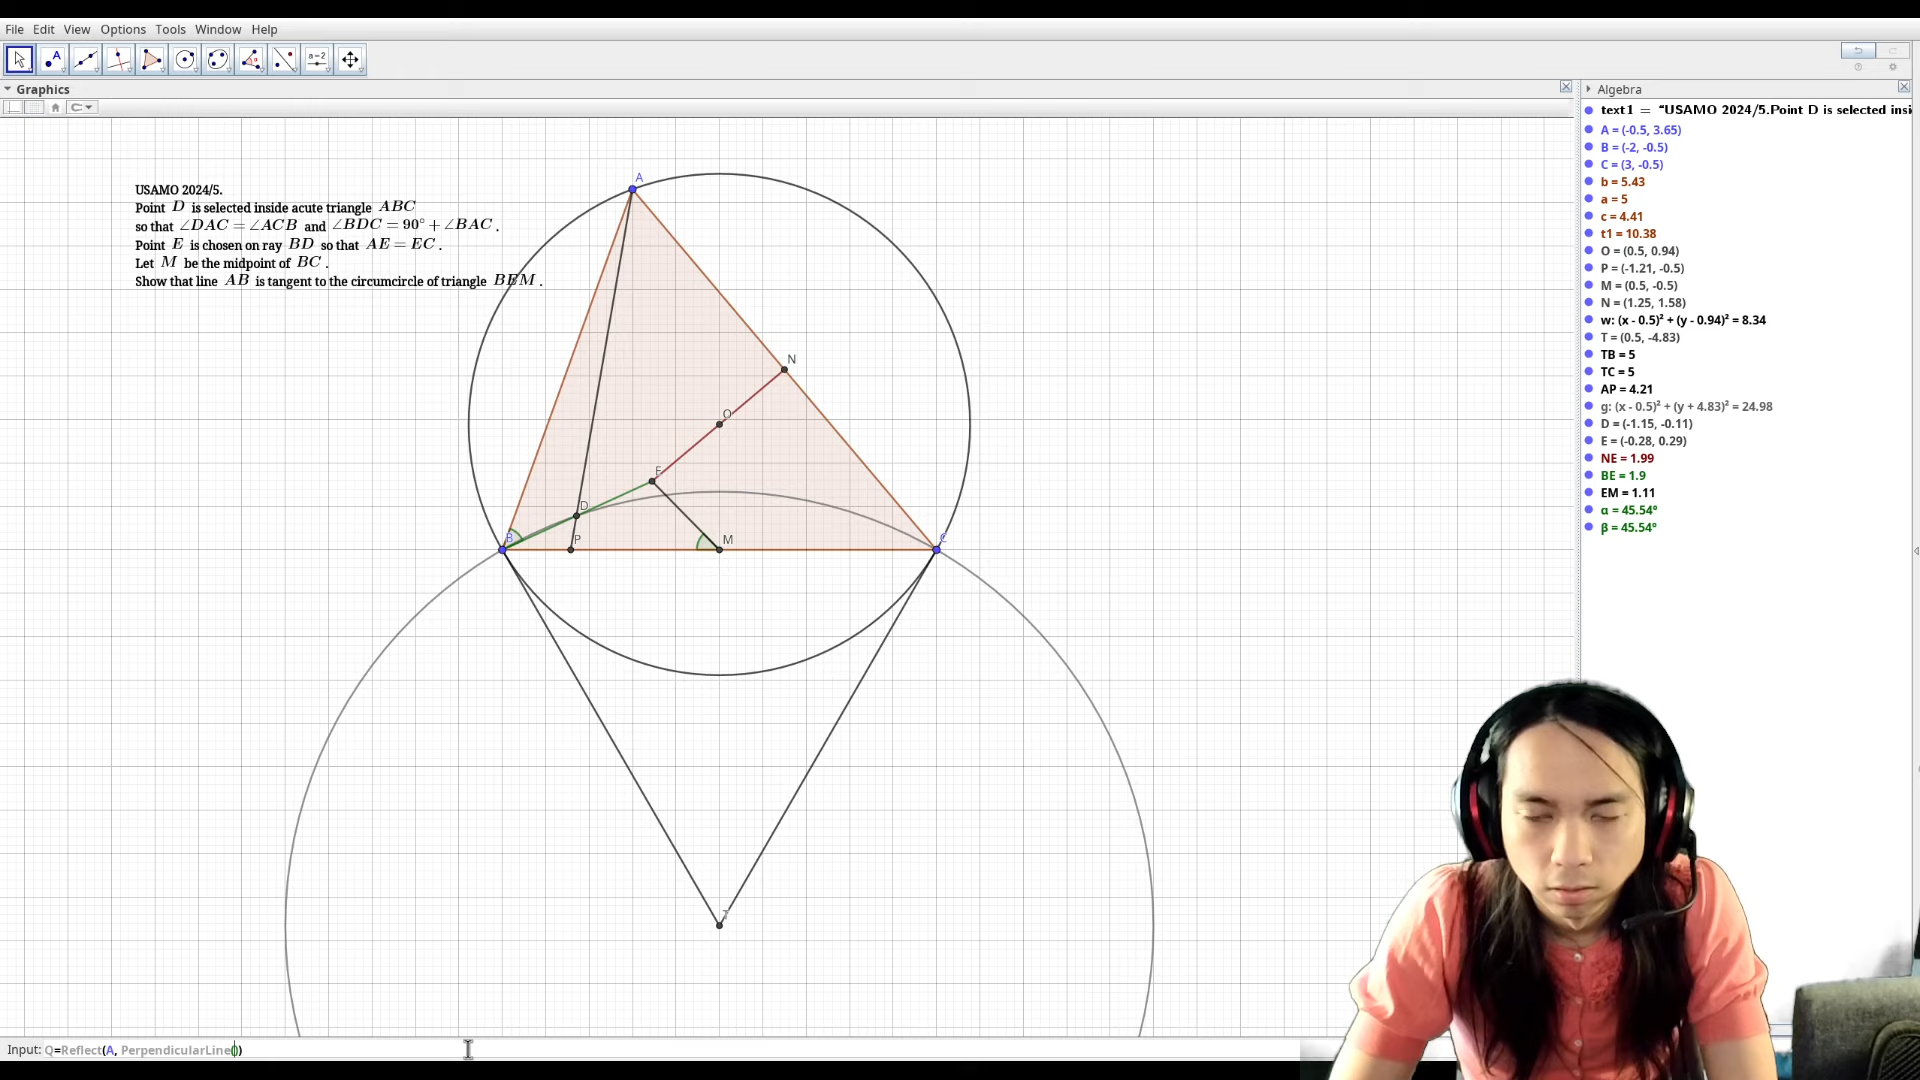 File Edit View Options Tools Window Help
Graphics
Algebra
USAMO 2024/5.
Point D is selected inside acute triangle ABC
so that ∠DAC = ∠ACB and ∠BDC = 90° + ∠BAC .
Point E is chosen on ray BD so that AE = EC .
Let M be the midpoint of BC .
Show that line AB is tangent to the circumcircle of triangle BEM .
A
N
O
E
D
B
P
M
C
T
text1 = “USAMO 2024/5.Point D is selected insi
A = (-0.5, 3.65)
B = (-2, -0.5)
C = (3, -0.5)
b = 5.43
a = 5
c = 4.41
t1 = 10.38
O = (0.5, 0.94)
P = (-1.21, -0.5)
M = (0.5, -0.5)
N = (1.25, 1.58)
w: (x - 0.5)² + (y - 0.94)² = 8.34
T = (0.5, -4.83)
TB = 5
TC = 5
AP = 4.21
g: (x - 0.5)² + (y + 4.83)² = 24.98
D = (-1.15, -0.11)
E = (-0.28, 0.29)
NE = 1.99
BE = 1.9
EM = 1.11
α = 45.54°
β = 45.54°
Input: Q=Reflect(A, PerpendicularLine())